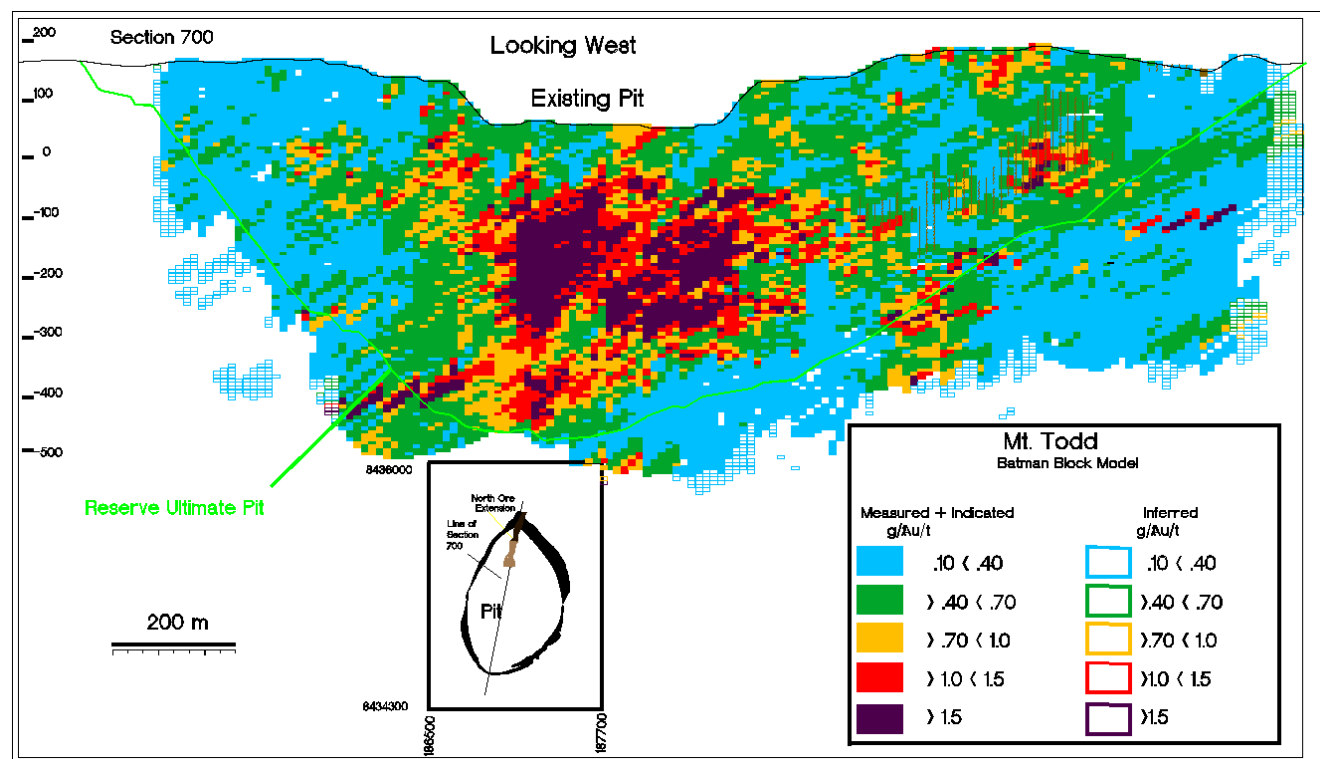 200
Section 700
Looking West
100
Existing Pit
0
-100
-200
-300
-400
-500
Reserve Ultimate Pit
200 m
8436000
North Ore
Extension
Line of
Section
700
Pit
8434300
186500
187700
Mt. Todd
Batman Block Model
Measured + Indicated
g/Au/t
.10 < .40
> .40 < .70
> .70 < 1.0
> 1.0 < 1.5
> 1.5
Inferred
g/Au/t
.10 < .40
>.40 < .70
>.70 < 1.0
>1.0 < 1.5
>1.5